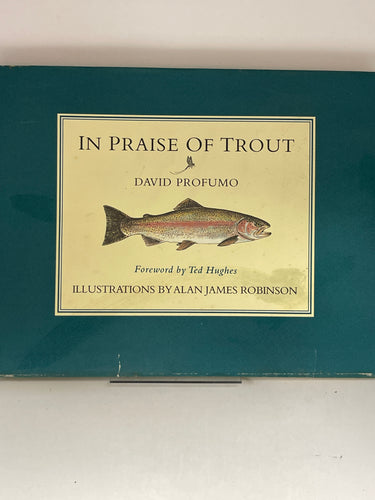 IN PRAISE OF TROUT
DAVID PROFUMO
Foreword by Ted Hughes
ILLUSTRATIONS BY ALAN JAMES ROBINSON